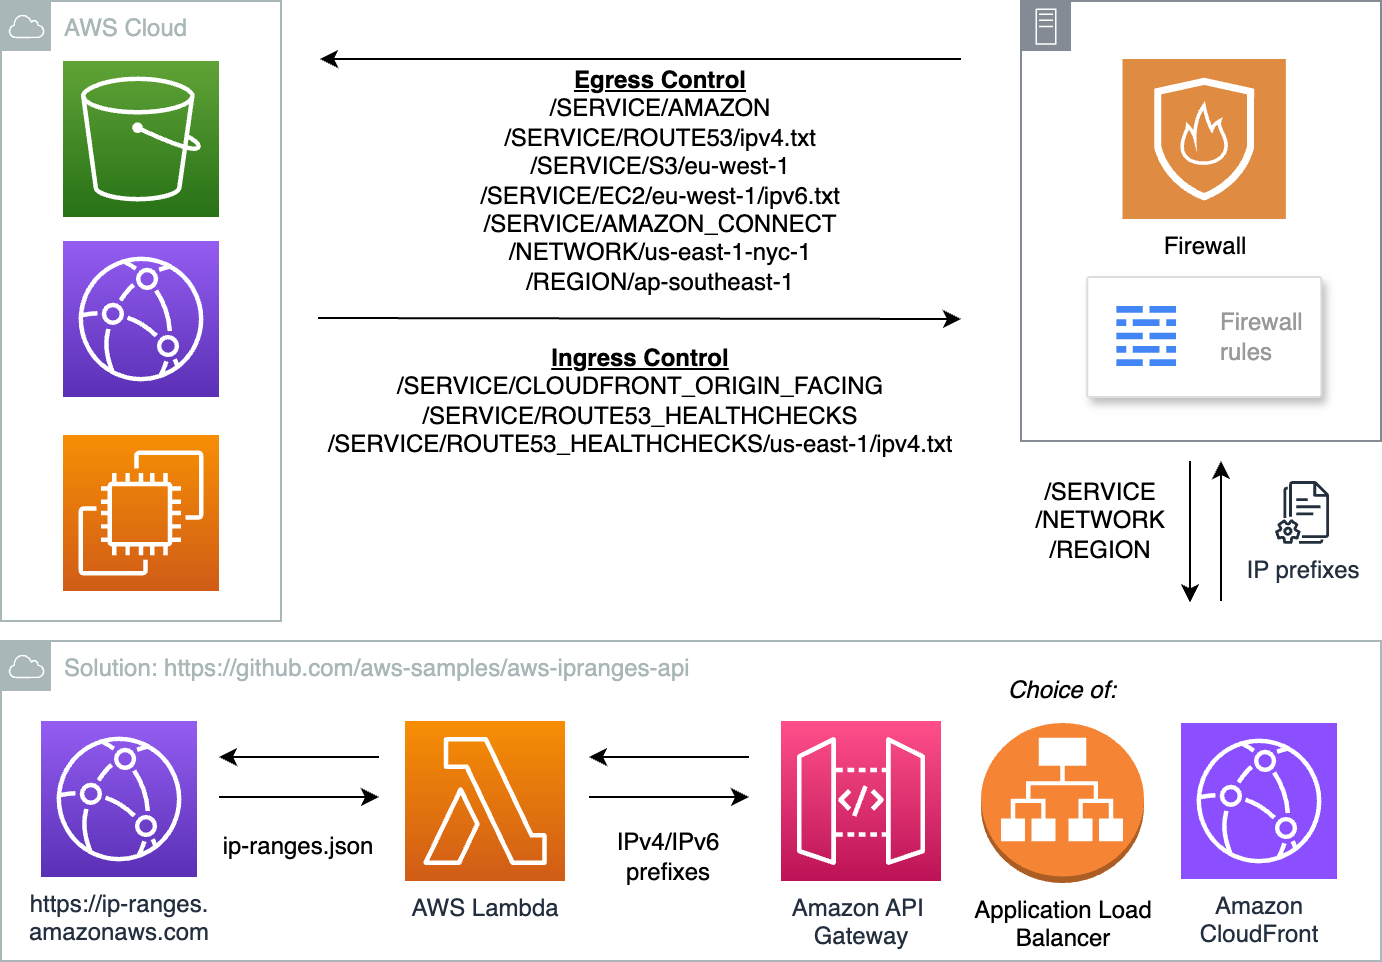 AWS Cloud
Egress Control
/SERVICE/AMAZON
/SERVICE/ROUTE53/ipv4.txt
/SERVICE/S3/eu-west-1
/SERVICE/EC2/eu-west-1/ipv6.txt
/SERVICE/AMAZON_CONNECT
/NETWORK/us-east-1-nyc-1
/REGION/ap-southeast-1
Ingress Control
/SERVICE/CLOUDFRONT_ORIGIN_FACING
/SERVICE/ROUTE53_HEALTHCHECKS
/SERVICE/ROUTE53_HEALTHCHECKS/us-east-1/ipv4.txt
Firewall
Firewall
rules
/SERVICE
/NETWORK
/REGION
IP prefixes
Solution: https://github.com/aws-samples/aws-ipranges-api
https://ip-ranges.
amazonaws.com
ip-ranges.json
AWS Lambda
IPv4/IPv6
prefixes
Choice of:
</>
Amazon API
Gateway
Application Load
Balancer
Amazon
CloudFront